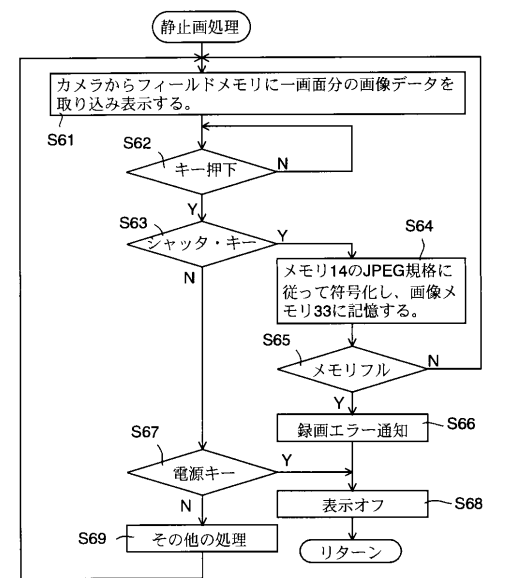 静止画処理
カメラからフィールドメモリに一画面分の画像データを
取り込み表示する。
S61
S62
キー押下
N
Y
S63
シャッタ・キー
Y
N
S64
メモリ14のJPEG規格に
従って符号化し、画像メ
モリ33に記憶する。
S65
メモリフル
N
Y
録画エラー通知
S66
S67
電源キー
Y
N
表示オフ
S68
S69
その他の処理
リターン